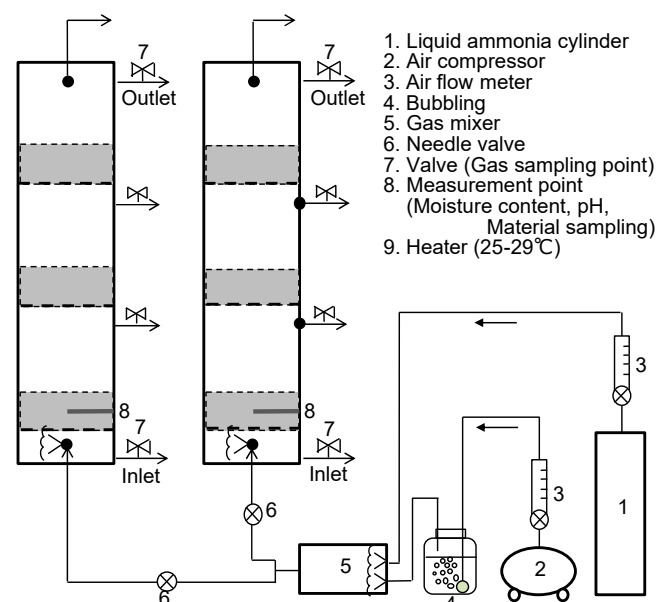 7
7
Outlet
Outlet
1. Liquid ammonia cylinder
2. Air compressor
3. Air flow meter
4. Bubbling
5. Gas mixer
6. Needle valve
7. Valve (Gas sampling point)
8. Measurement point
(Moisture content, pH,
Material sampling)
9. Heater (25-29℃)
3
8
8
7
7
Inlet
Inlet
3
6
1
5
2
6
4